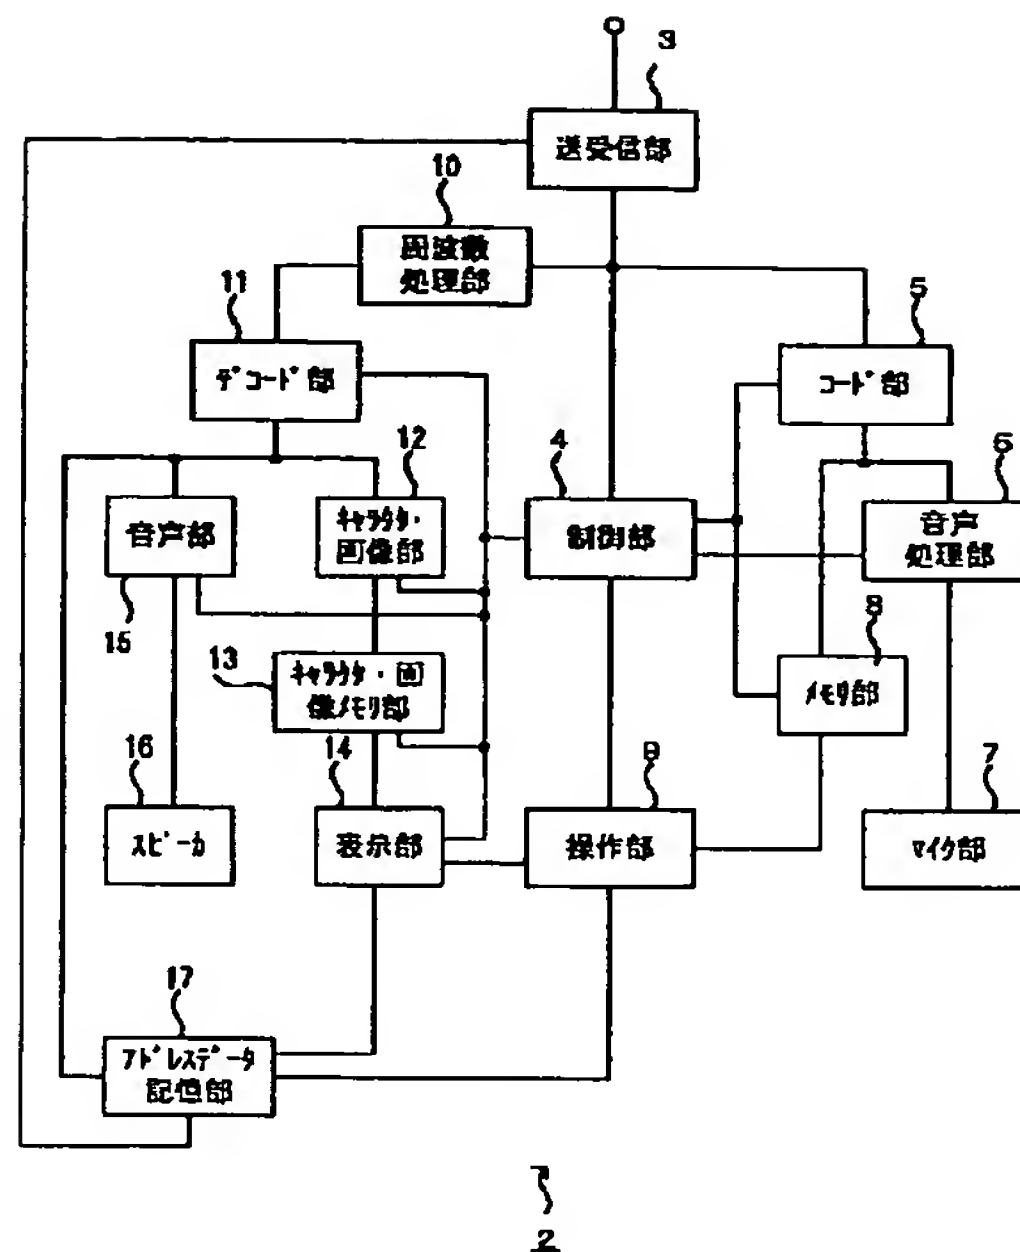 3
送受信部
10
周波数
処理部
11
デコード部
5
コード部
12
キャラクタ・
画像部
4
制御部
6
音声
処理部
音声部
15
8
メモリ部
13
キャラクタ・画
像メモリ部
16
スピーカ
14
表示部
9
操作部
7
マイク部
17
アドレスデータ
記憶部
2